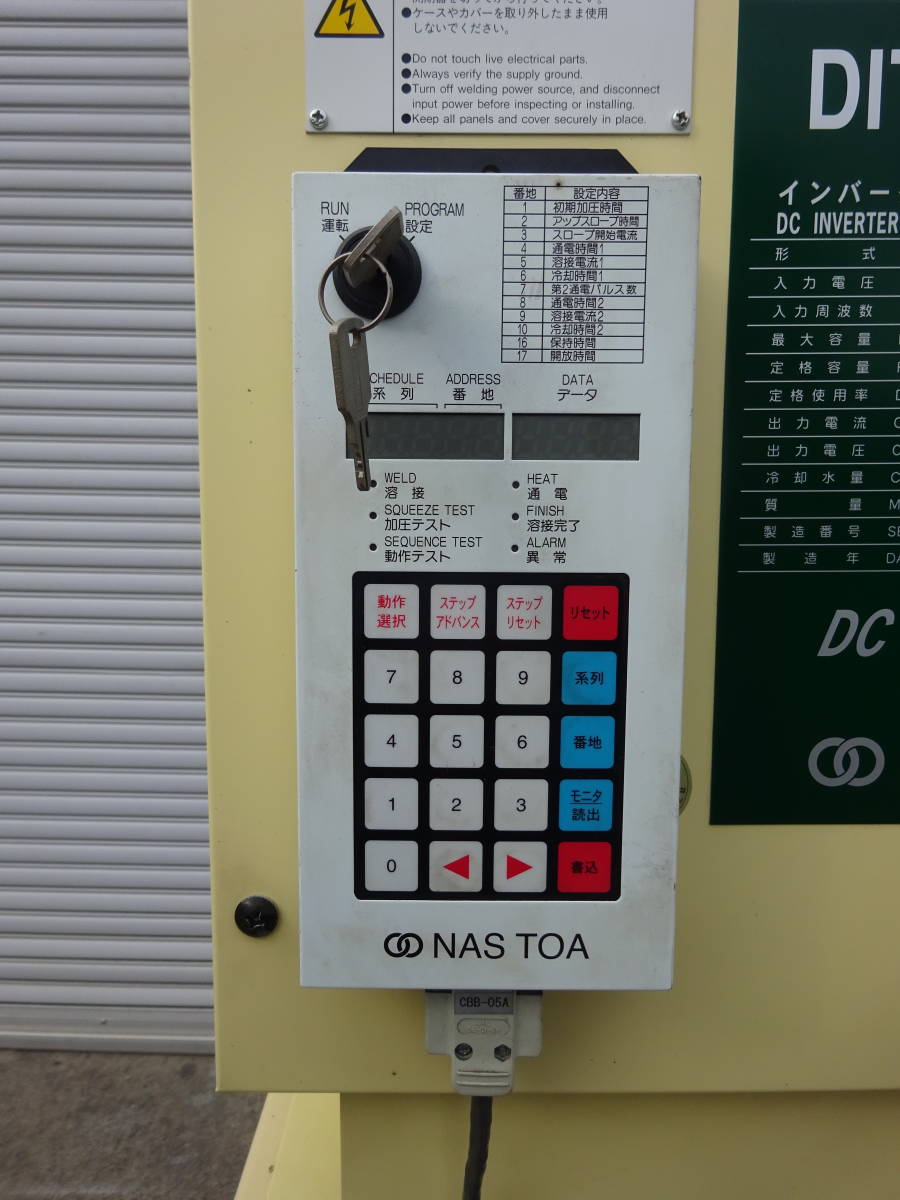 ●ケースやカバーを取り外したまま使用
しないでください。
●Do not touch live electrical parts.
●Always verify the supply ground.
●Turn off welding power source, and disconnect
input power before inspecting or installing.
●Keep all panels and cover securely in place.
RUN
運転
PROGRAM
設定
番地 設定内容
1 初期加圧時間
2 アップスロープ時間
3 スロープ開始電流
4 通電時間1
5 溶接電流1
6 冷却時間1
7 第2通電パルス数
8 通電時間2
9 溶接電流2
10 冷却時間2
16 保持時間
17 開放時間
CHEDULE ADDRESS DATA
系列 番地 データ
WELD
溶接
SQUEEZE TEST
加圧テスト
SEQUENCE TEST
動作テスト
HEAT
通電
FINISH
溶接完了
ALARM
異常
動作
選択
ステップ
アドバンス
ステップ
リセット
リセット
7 8 9 系列
4 5 6 番地
1 2 3 モニタ
読出
0 ◀ ▶ 書込
NAS TOA
CBB-05A
DIT
インバー
DC INVERTER
形式
入力電圧
入力周波数
最大容量
定格容量
定格使用率
出力電流 C
出力電圧 C
冷却水量 C
質量 M
製造番号 SE
製造年 DA
DC